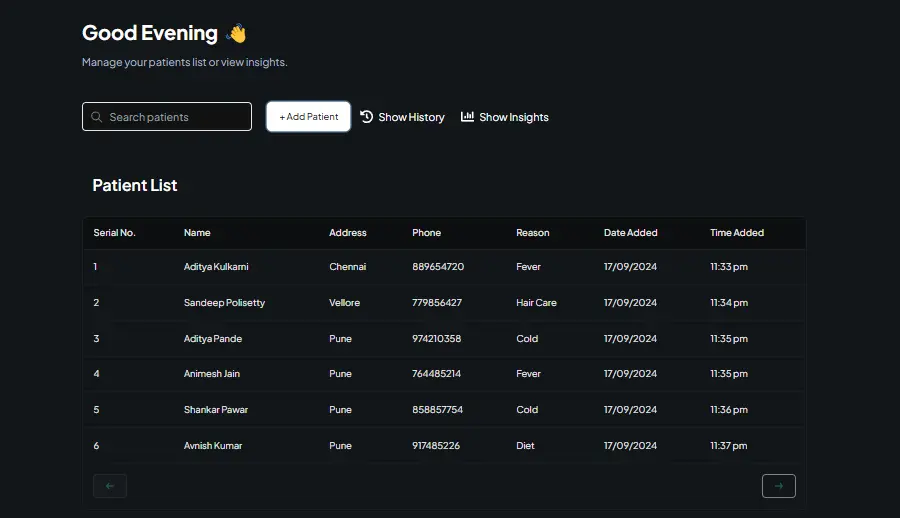 Good Evening 👋
Manage your patients list or view insights.
Search patients
+ Add Patient
Show History
Show Insights
Patient List
Serial No. Name Address Phone Reason Date Added Time Added
1 Aditya Kulkarni Chennai 889654720 Fever 17/09/2024 11:33 pm
2 Sandeep Polisetty Vellore 779856427 Hair Care 17/09/2024 11:34 pm
3 Aditya Pande Pune 974210358 Cold 17/09/2024 11:35 pm
4 Animesh Jain Pune 764485214 Fever 17/09/2024 11:35 pm
5 Shankar Pawar Pune 858857754 Cold 17/09/2024 11:36 pm
6 Avnish Kumar Pune 917485226 Diet 17/09/2024 11:37 pm